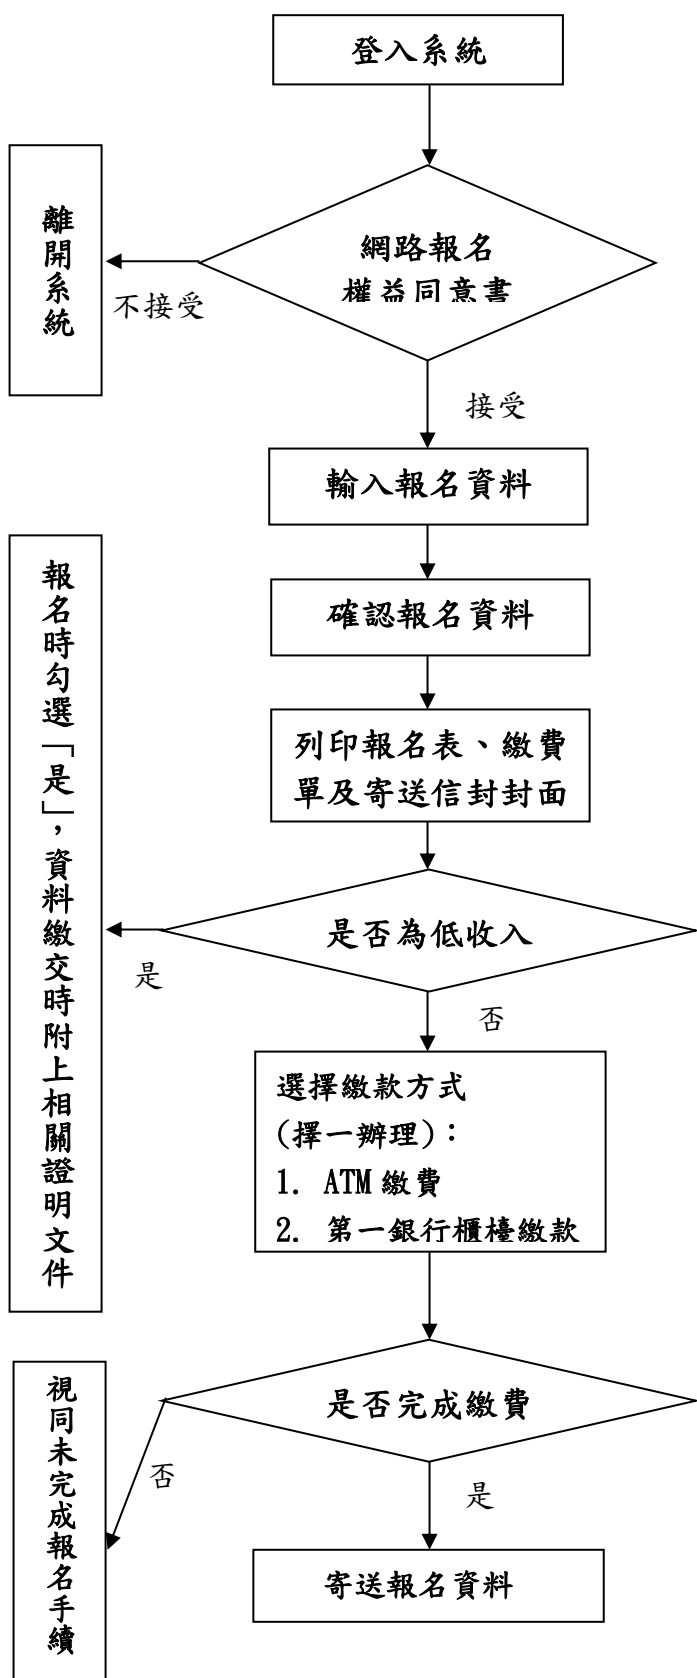 登入系統
網路報名
權益同意書
離開系統
不接受
接受
輸入報名資料
確認報名資料
列印報名表、繳費
單及寄送信封封面
是否為低收入
是
報名時勾選「是」，資料繳交時附上相關證明文件
否
選擇繳款方式
(擇一辦理)：
1. ATM 繳費
2. 第一銀行櫃檯繳款
是否完成繳費
否
視同未完成報名手續
是
寄送報名資料